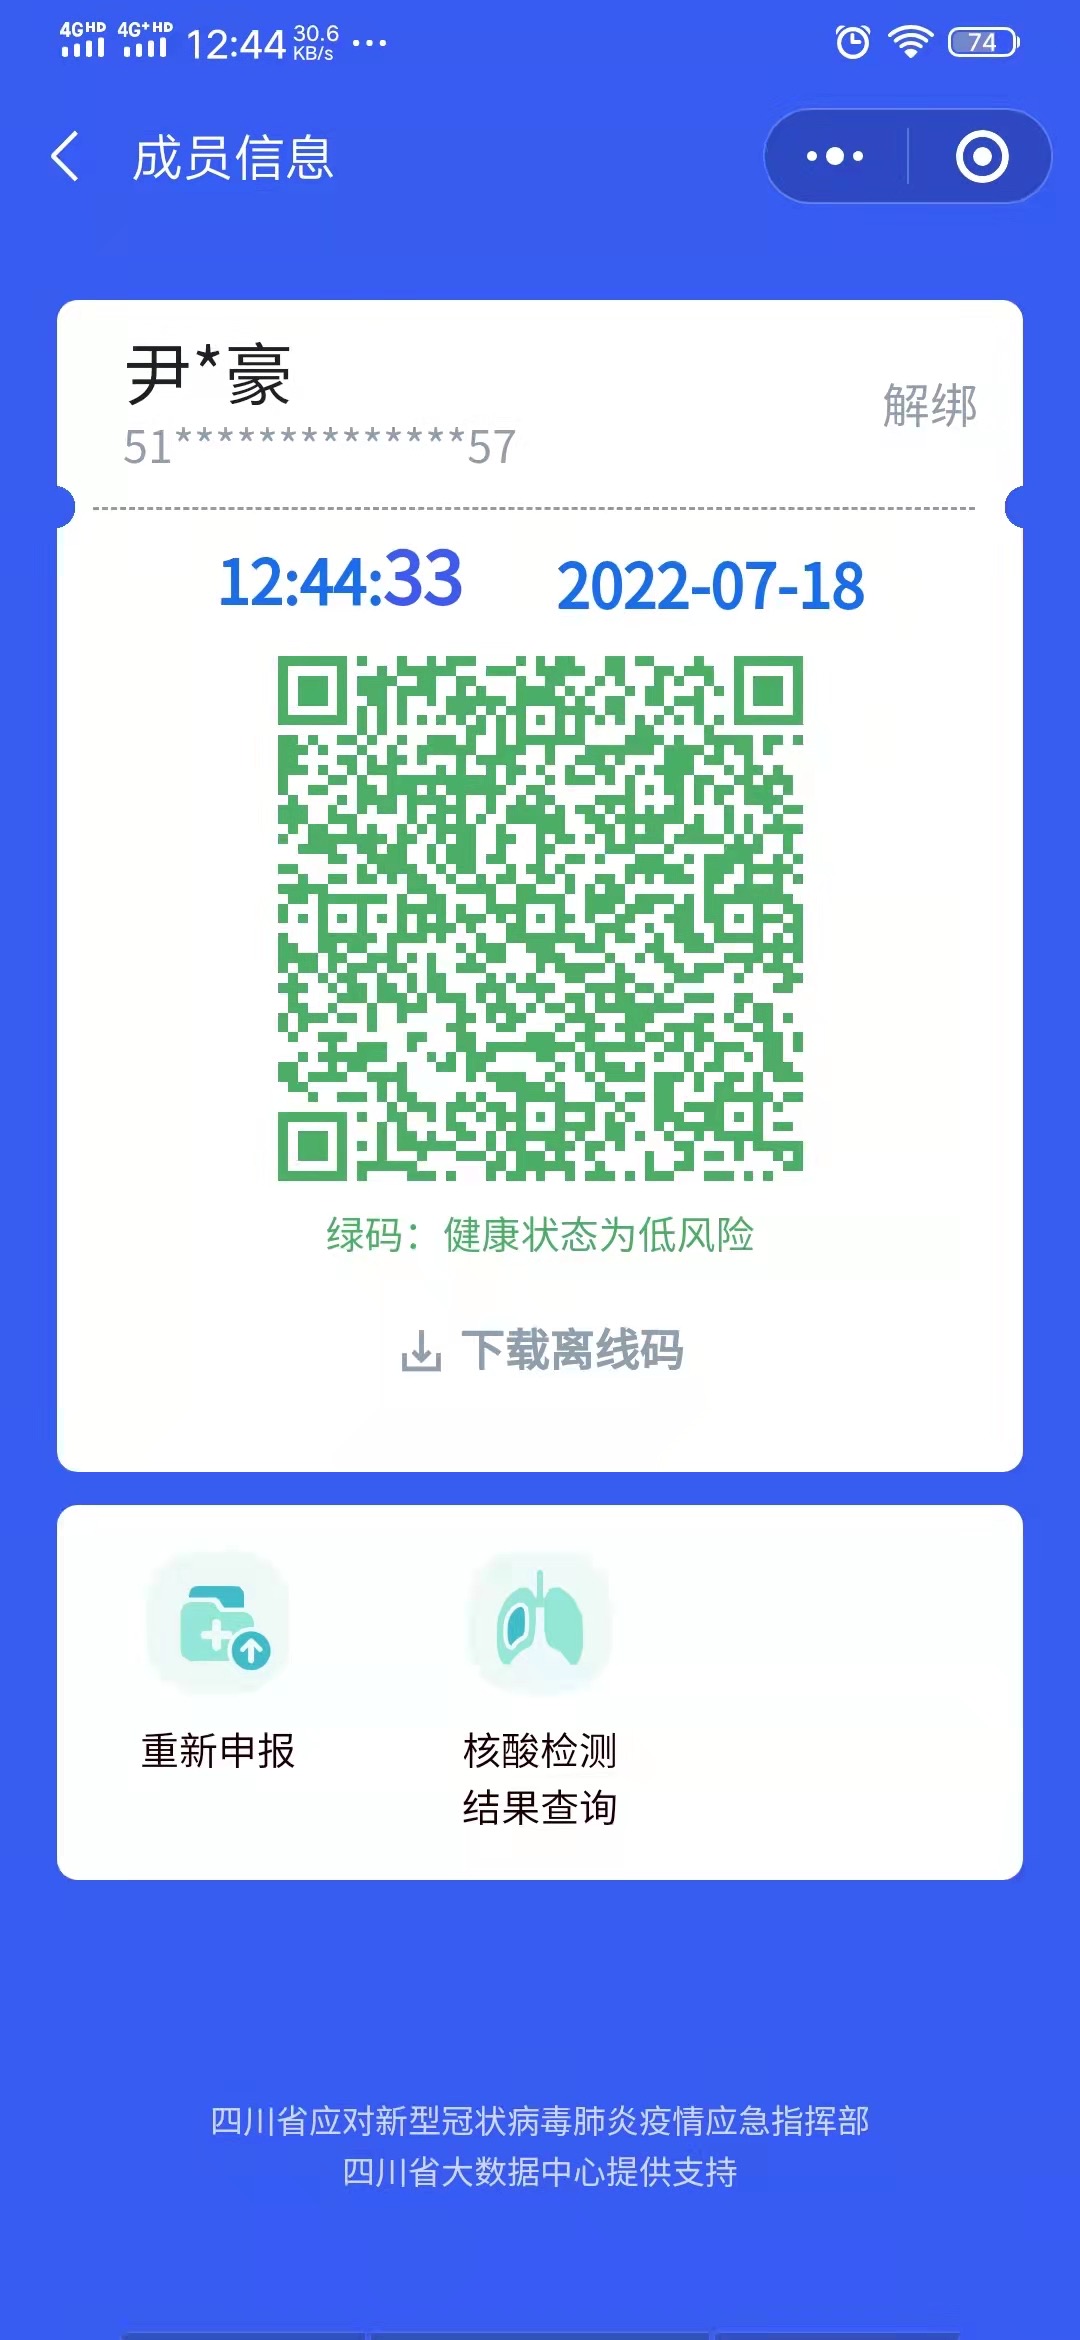 4GHD 4G+HD 12:44 30.6 KB/s ... 74
成员信息
尹*豪
解绑
51**************57
12:44:33 2022-07-18
绿码：健康状态为低风险
下载离线码
重新申报 核酸检测
结果查询
四川省应对新型冠状病毒肺炎疫情应急指挥部
四川省大数据中心提供支持